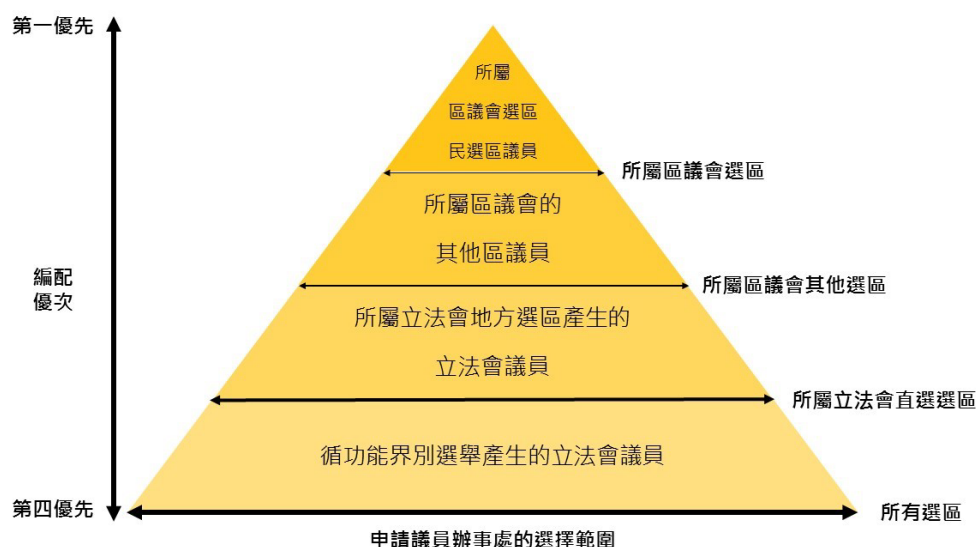 第一優先
所屬
區議會選區
民選區議員
所屬區議會選區
所屬區議會的
其他區議員
編配
優次
所屬區議會其他選區
所屬立法會地方選區產生的
立法會議員
所屬立法會直選選區
循功能界別選舉產生的立法會議員
第四優先
所有選區
申請議員辦事處的選擇範圍